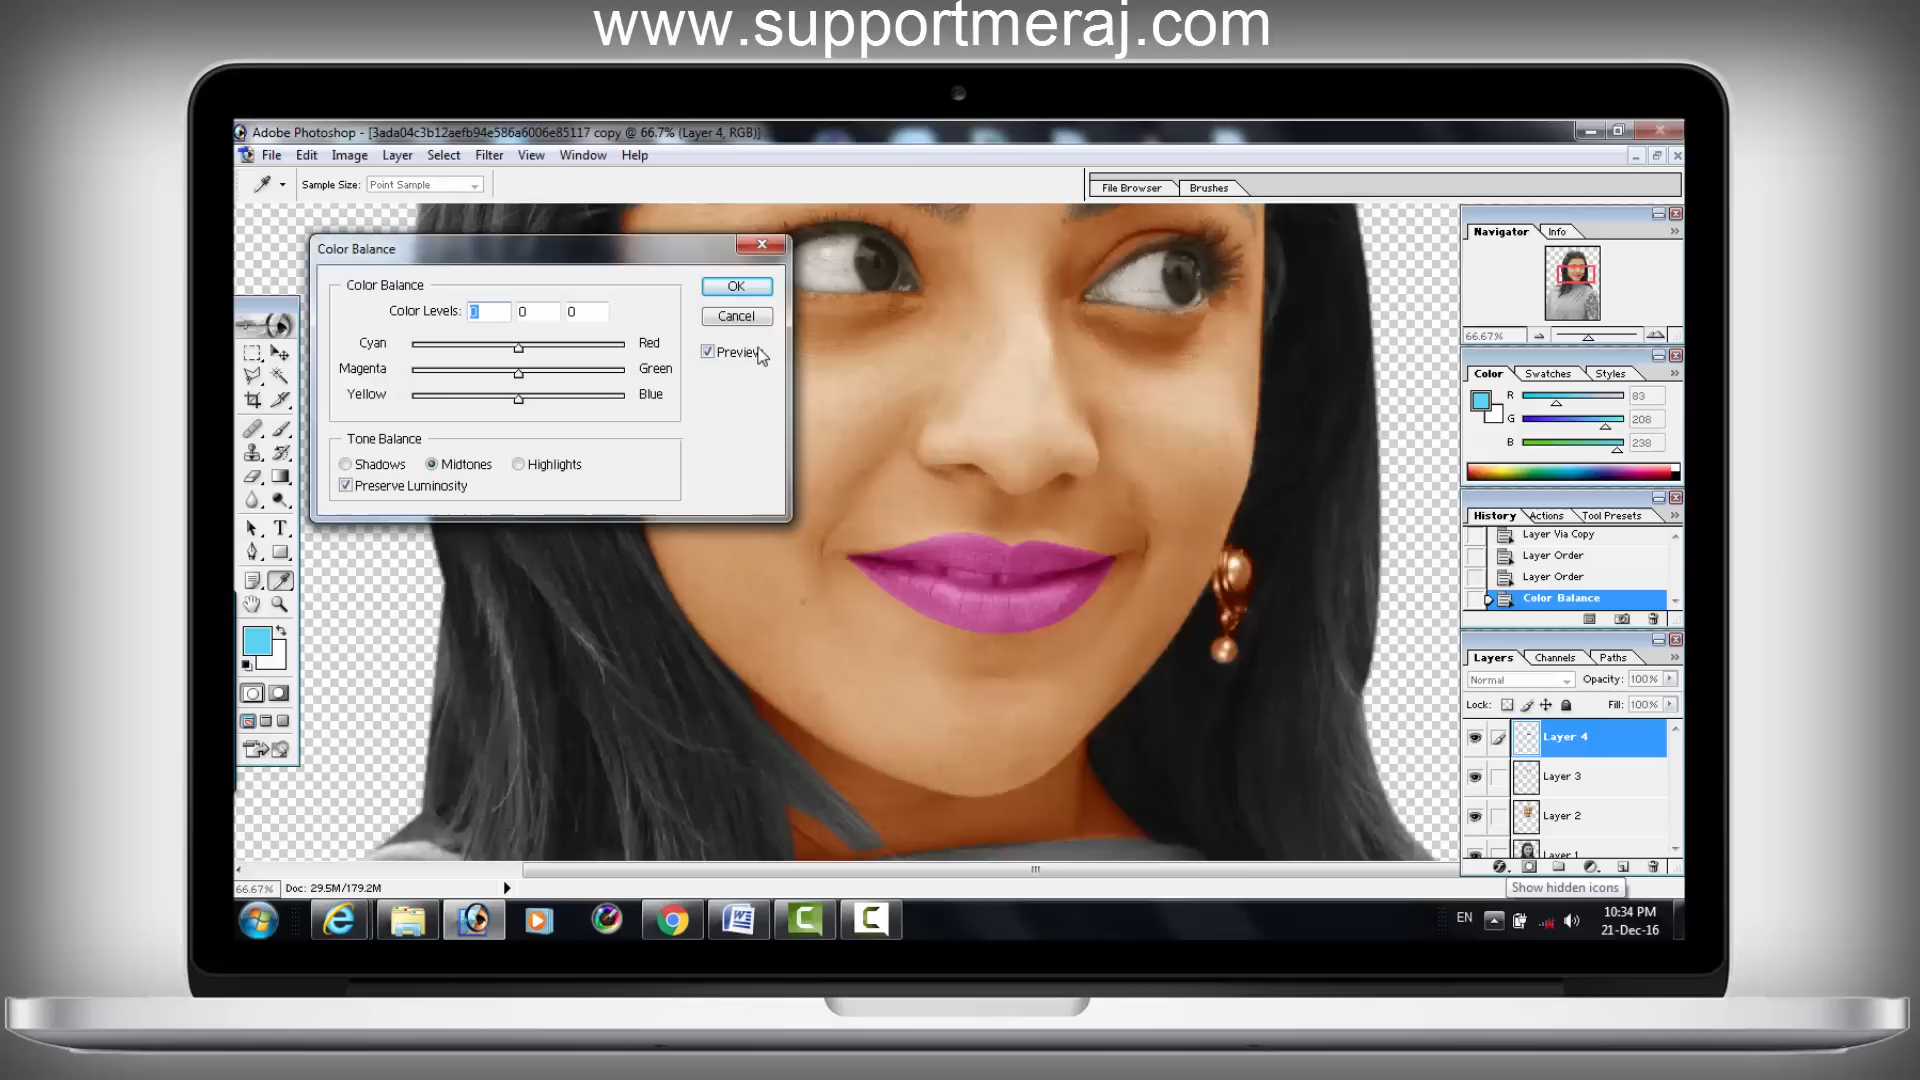 www.supportmeraj.com
Adobe Photoshop - [3ada04c3b12aefb94e586a6006e85117 copy @ 66.7% (Layer 4, RGB)]
File Edit Image Layer Select Filter View Window Help
Sample Size: Point Sample
File Browser Brushes
Color Balance
Color Balance
Color Levels: 0 0 0
Cyan Red
Magenta Green
Yellow Blue
Tone Balance
Shadows Midtones Highlights
Preserve Luminosity
OK
Cancel
Preview
Navigator Info
66.67%
Color Swatches Styles
R 83
G 208
B 238
History Actions Tool Presets
Layer Via Copy
Layer Order
Layer Order
Color Balance
Layers Channels Paths
Normal Opacity: 100%
Lock: Fill: 100%
Layer 4
Layer 3
Layer 2
Layer 1
Show hidden icons
66.67% Doc: 29.5M/179.2M
EN
10:34 PM
21-Dec-16